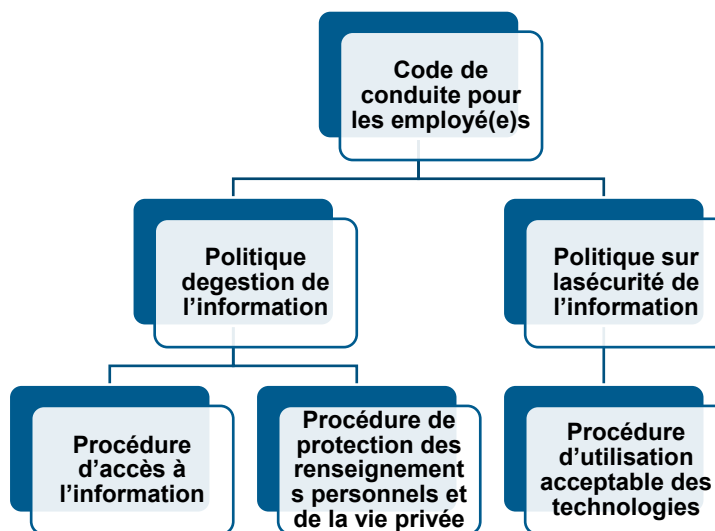 Code de
conduite pour
les employé(e)s
Politique
degestion de
l’information
Politique sur
lasécurité de
l’information
Procédure
d’accès à
l’information
Procédure de
protection des
renseignement
s personnels et
de la vie privée
Procédure
d’utilisation
acceptable des
technologies